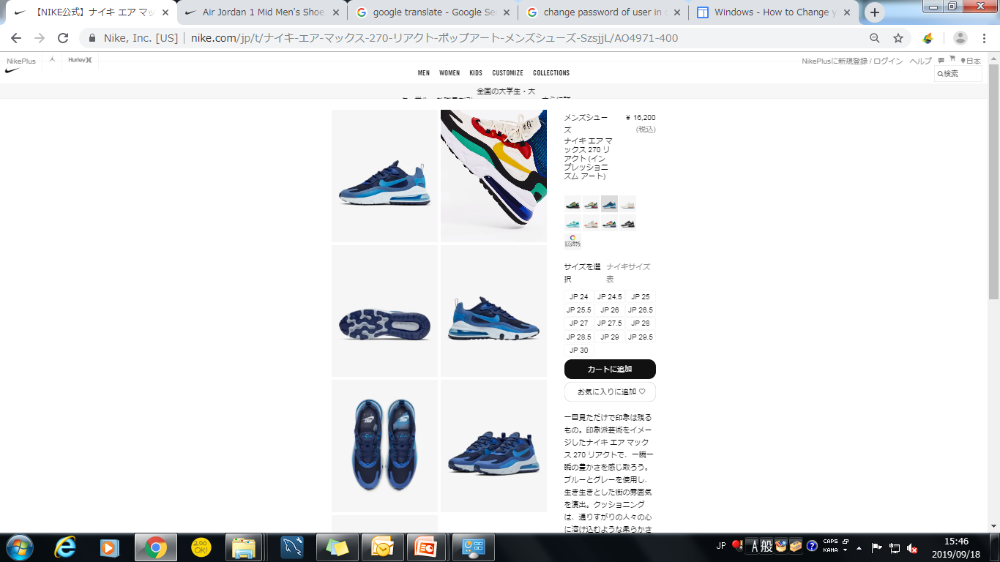 【NIKE公式】ナイキ エア マッ
Air Jordan 1 Mid Men's Shoe
google translate - Google Se
change password of user in
Windows - How to Change y
Nike, Inc. [US] | nike.com/jp/t/ナイキ-エア-マックス-270-リアクト-ポップアート-メンズシューズ-SzsjjL/AO4971-400
NikePlus
Hurley
NikePlusに新規登録 / ログイン ヘルプ 日本
MEN WOMEN KIDS CUSTOMIZE COLLECTIONS
検索
全国の大学生・大
メンズシューズ
¥ 16,200
(税込)
ナイキ エア マ
ックス 270 リ
アクト (イン
プレッショニ
ズム アート)
サイズを選択
ナイキサイズ表
JP 24 JP 24.5 JP 25
JP 25.5 JP 26 JP 26.5
JP 27 JP 27.5 JP 28
JP 28.5 JP 29 JP 29.5
JP 30
カートに追加
お気に入りに追加
一目見ただけで印象は残る
もの。印象派芸術をイメー
ジしたナイキ エア マック
ス 270 リアクトで、一瞬一
瞬の豊かさを感じ取ろう。
ブルーとグレーを使用し、
生き生きとした街の雰囲気
を演出。クッショニング
は、通りすがりの人々の心
に溶け込むような柔らかさ
2:00
OK!
JP
A 般
CAPS
KANA
15:46
2019/09/18